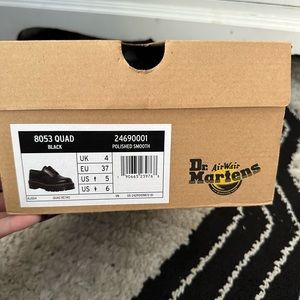 8053 QUAD
BLACK
24690001
POLISHED SMOOTH
UK 4
EU 37
US 5
US 6
Dr.
AirWair
Martens